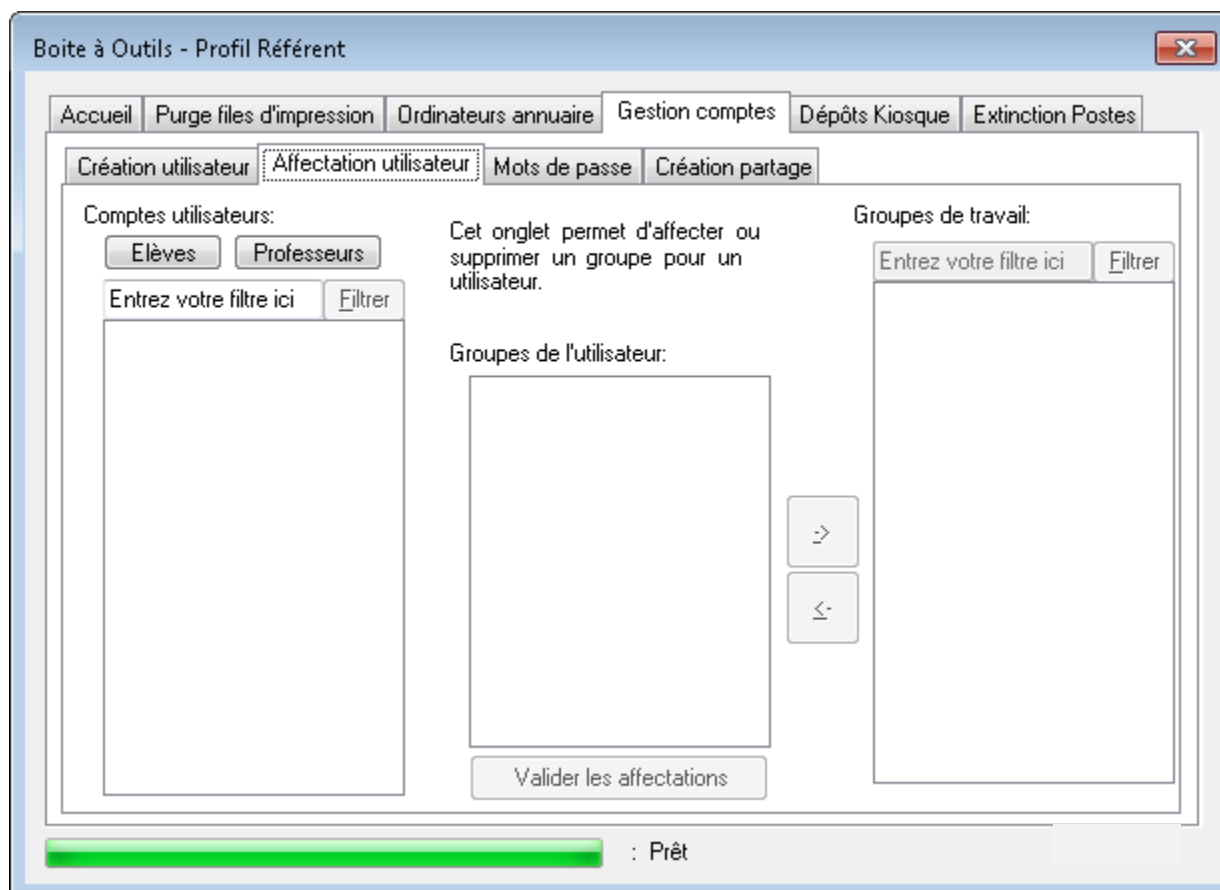 Boite à Outils - Profil Référent
Accueil Purge files d'impression Ordinateurs annuaire Gestion comptes Dépôts Kiosque Extinction Postes
Création utilisateur Affectation utilisateur Mots de passe Création partage
Comptes utilisateurs:
Elèves Professeurs
Entrez votre filtre ici Filtrer
Cet onglet permet d'affecter ou
supprimer un groupe pour un
utilisateur.
Groupes de l'utilisateur:
Valider les affectations
->
<-
Groupes de travail:
Entrez votre filtre ici Filtrer
: Prêt